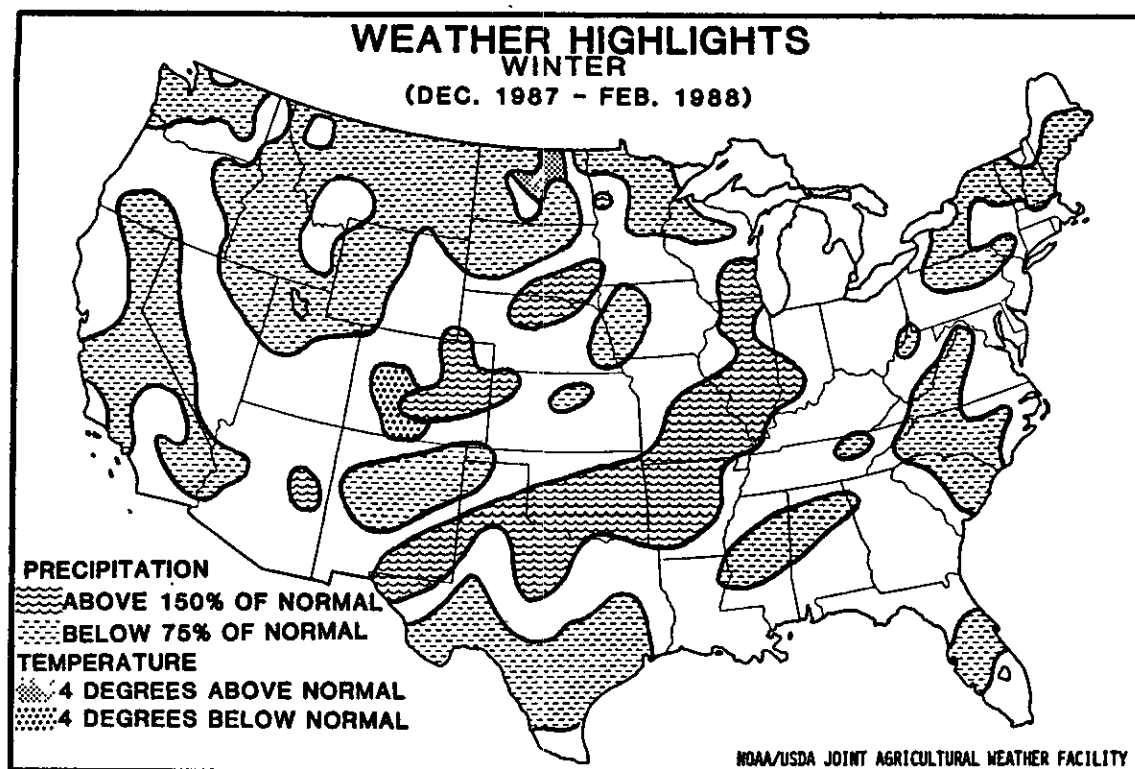 WEATHER HIGHLIGHTS
WINTER
(DEC. 1987 - FEB. 1988)
PRECIPITATION
ABOVE 150% OF NORMAL
BELOW 75% OF NORMAL
TEMPERATURE
4 DEGREES ABOVE NORMAL
4 DEGREES BELOW NORMAL
NOAA/USDA JOINT AGRICULTURAL WEATHER FACILITY